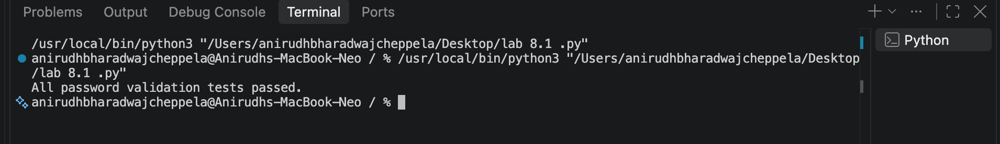 Problems Output Debug Console Terminal Ports
/usr/local/bin/python3 "/Users/anirudhbharadwajcheppela/Desktop/lab 8.1 .py"
Python
anirudhbharadwajcheppela@Anirudhs-MacBook-Neo / % /usr/local/bin/python3 "/Users/anirudhbharadwajcheppela/Desktop
/lab 8.1 .py"
All password validation tests passed.
anirudhbharadwajcheppela@Anirudhs-MacBook-Neo / %